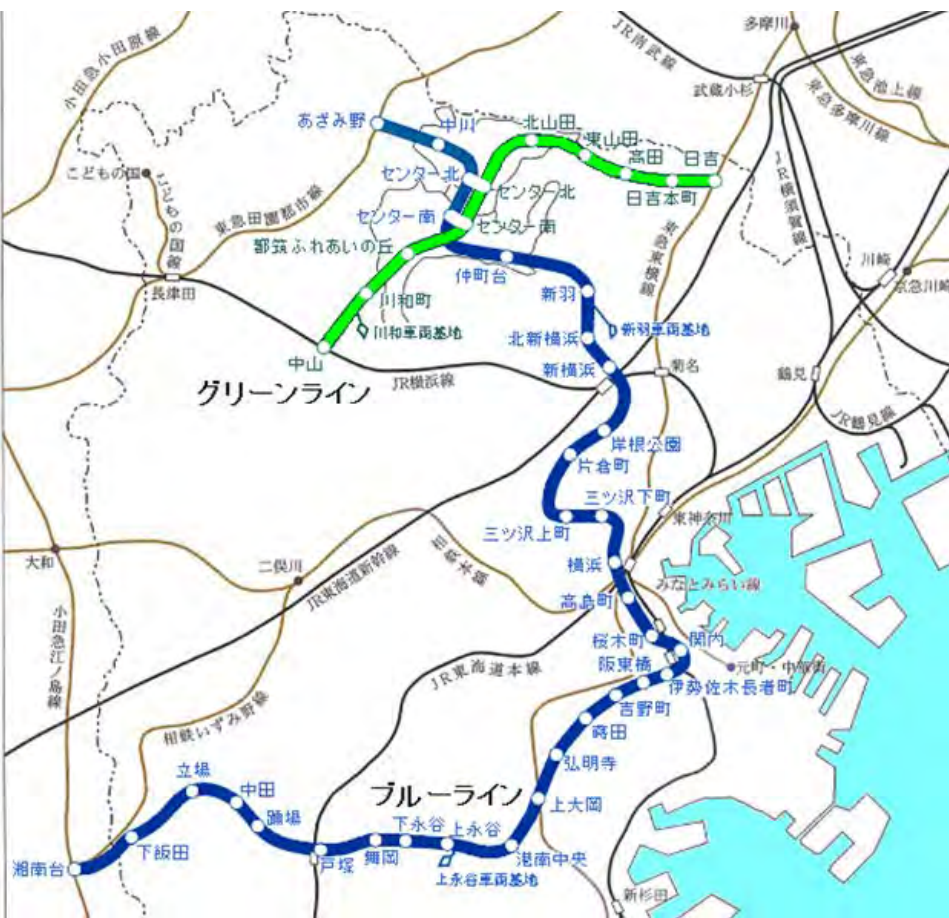 多摩川
小田急小田原線
JR南武線
東急池上線
武蔵小杉
東急多摩川線
あざみ野
中川
北山田
東山田
高田
日吉
センター北
センター北
日吉本町
こどもの国
こどもの国線
東急田園都市線
JR横須賀線
センター南
センター南
都筑ふれあいの丘
東急東横線
仲町台
川崎
京急川崎
長津田
川和町
新羽
川和車両基地
新羽車両基地
北新横浜
中山
新横浜
菊名
鶴見
JR横浜線
グリーンライン
JR鶴見線
岸根公園
片倉町
三ツ沢下町
三ツ沢上町
東神奈川
大和
二俣川
JR東海道新幹線
相鉄本線
横浜
みなとみらい線
高島町
小田急江ノ島線
桜木町
関内
阪東橋
元町・中華街
JR東海道本線
伊勢佐木長者町
吉野町
相鉄いずみ野線
蒔田
弘明寺
立場
中田
ブルーライン
上大岡
踊場
下永谷
上永谷
下飯田
湘南台
戸塚
舞岡
港南中央
上永谷車両基地
新杉田